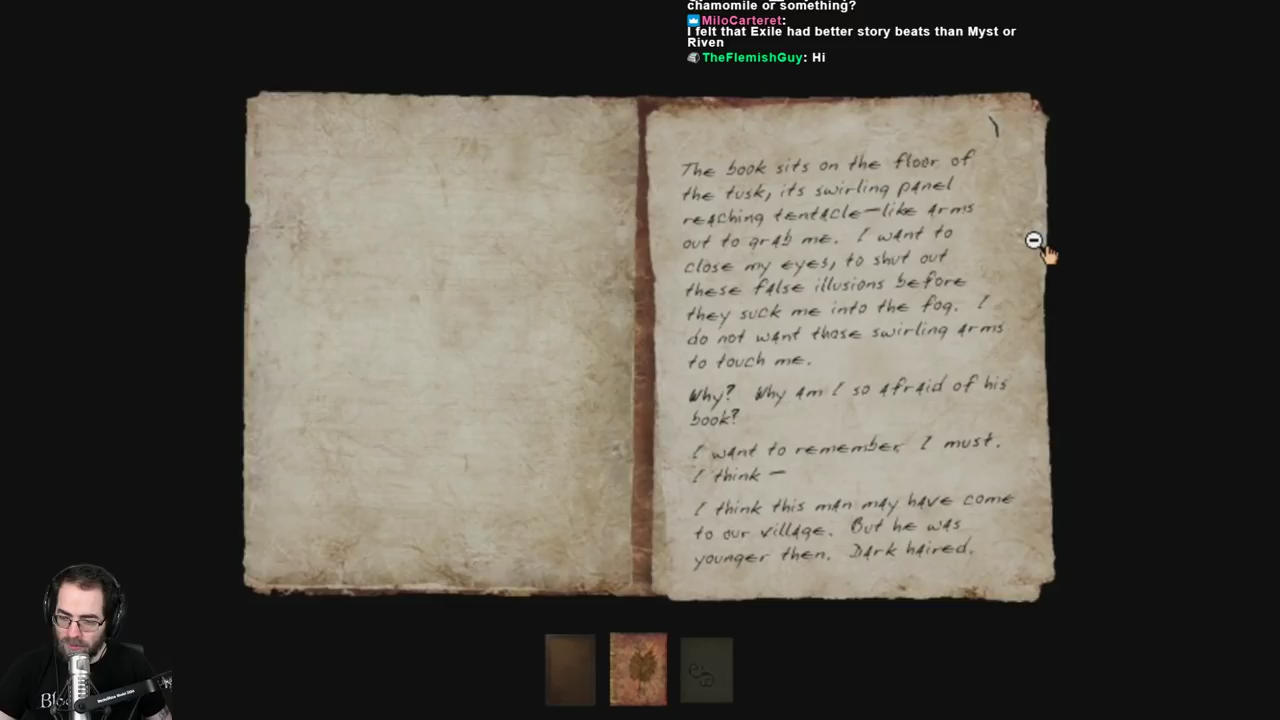 chamomile or something?
MiloCarteret:
I felt that Exile had better story beats than Myst or
Riven
TheFlemishGuy: Hi
The book sits on the floor of
the tusk, its swirling panel
reaching tentacle-like arms
out to grab me. I want to
close my eyes, to shut out
these false illusions before
they suck me into the fog. I
do not want those swirling arms
to touch me.
Why? Why am I so afraid of his
book?
I want to remember. I must.
I think —
I think this man may have come
to our village. But he was
younger then. Dark haired.